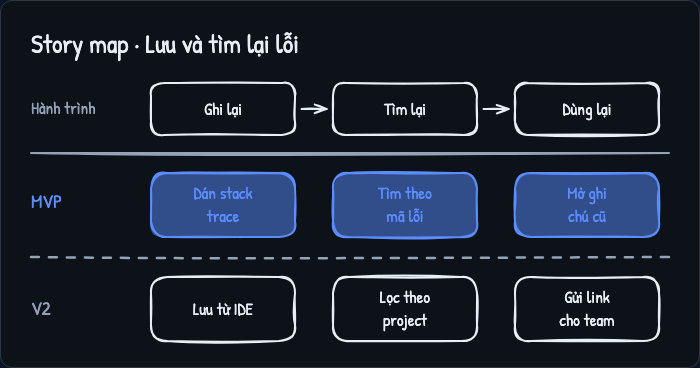 Story map · Lưu và tìm lại lỗi
Hành trình
Ghi lại
Tìm lại
Dùng lại
MVP
Dán stack
trace
Tìm theo
mã lỗi
Mở ghi
chú cũ
V2
Lưu từ IDE
Lọc theo
project
Gửi link
cho team